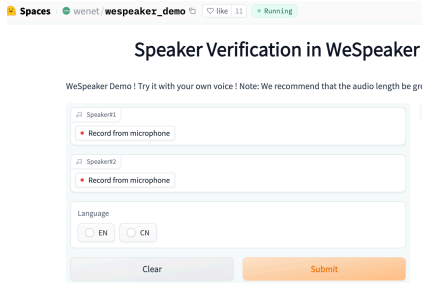 Spaces wenet/wespeaker_demo like 11 Running
Speaker Verification in WeSpeaker
WeSpeaker Demo ! Try it with your own voice ! Note: We recommend that the audio length be gre
Speaker#1
Record from microphone
Speaker#2
Record from microphone
Language
EN CN
Clear Submit